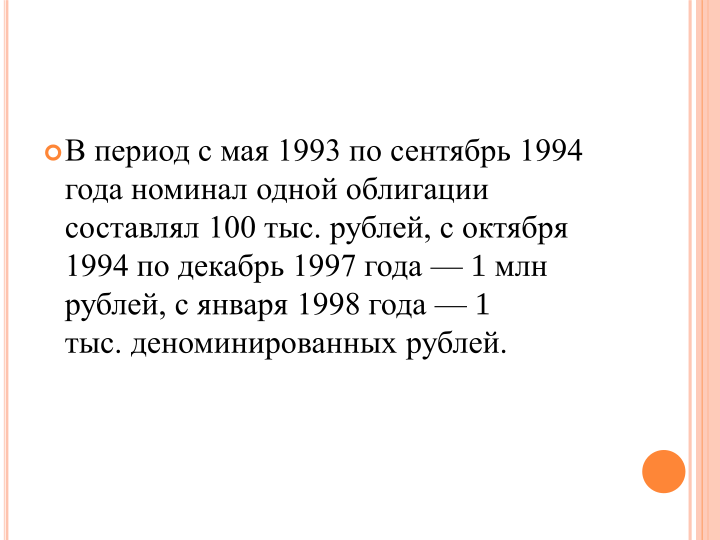 В период с мая 1993 по сентябрь 1994
года номинал одной облигации
составлял 100 тыс. рублей, с октября
1994 по декабрь 1997 года — 1 млн
рублей, с января 1998 года — 1
тыс. деноминированных рублей.